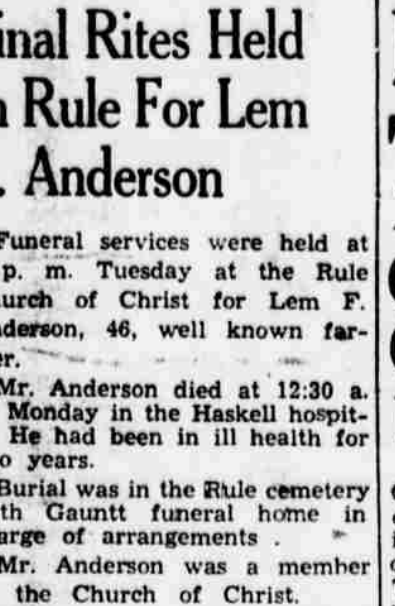 inal Rites Held
n Rule For Lem
. Anderson
Funeral services were held at
p. m. Tuesday at the Rule
urch of Christ for Lem F.
derson, 46, well known far-
er.
Mr. Anderson died at 12:30 a.
Monday in the Haskell hospit-
He had been in ill health for
o years.
Burial was in the Rule cemetery
th Gauntt funeral home in
arge of arrangements .
Mr. Anderson was a member
the Church of Christ.